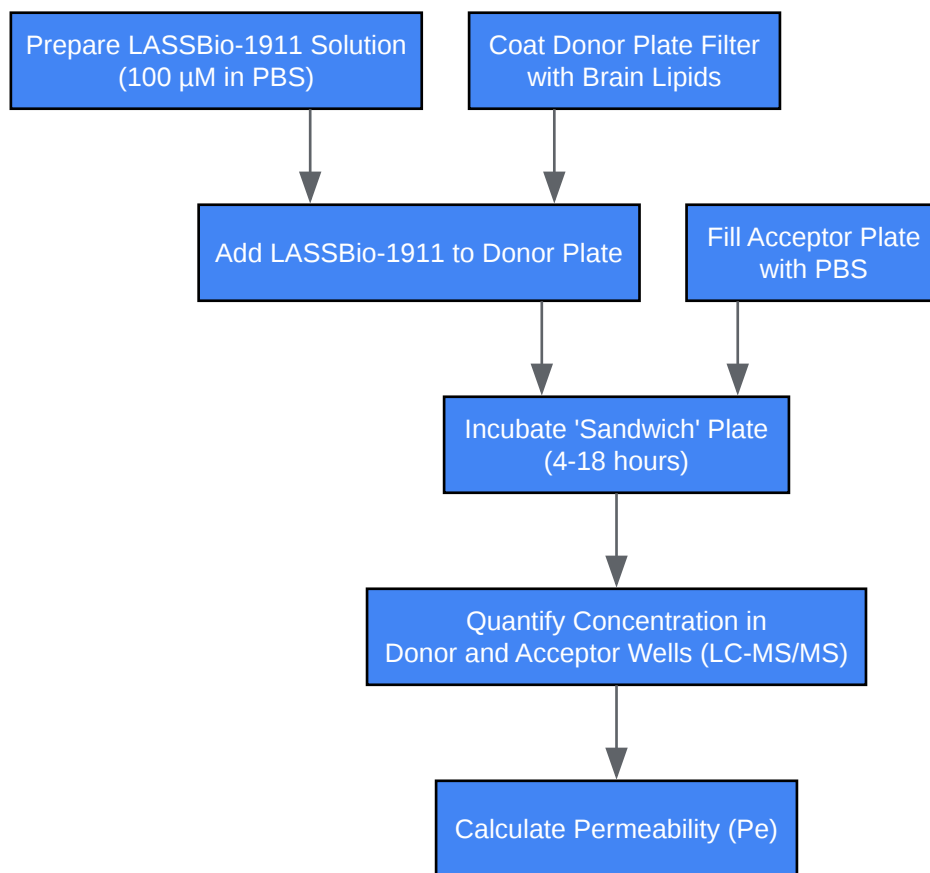 Prepare LASSBio-1911 Solution
(100 µM in PBS)
Coat Donor Plate Filter
with Brain Lipids
Add LASSBio-1911 to Donor Plate
Fill Acceptor Plate
with PBS
Incubate 'Sandwich' Plate
(4-18 hours)
Quantify Concentration in
Donor and Acceptor Wells (LC-MS/MS)
Calculate Permeability (Pe)